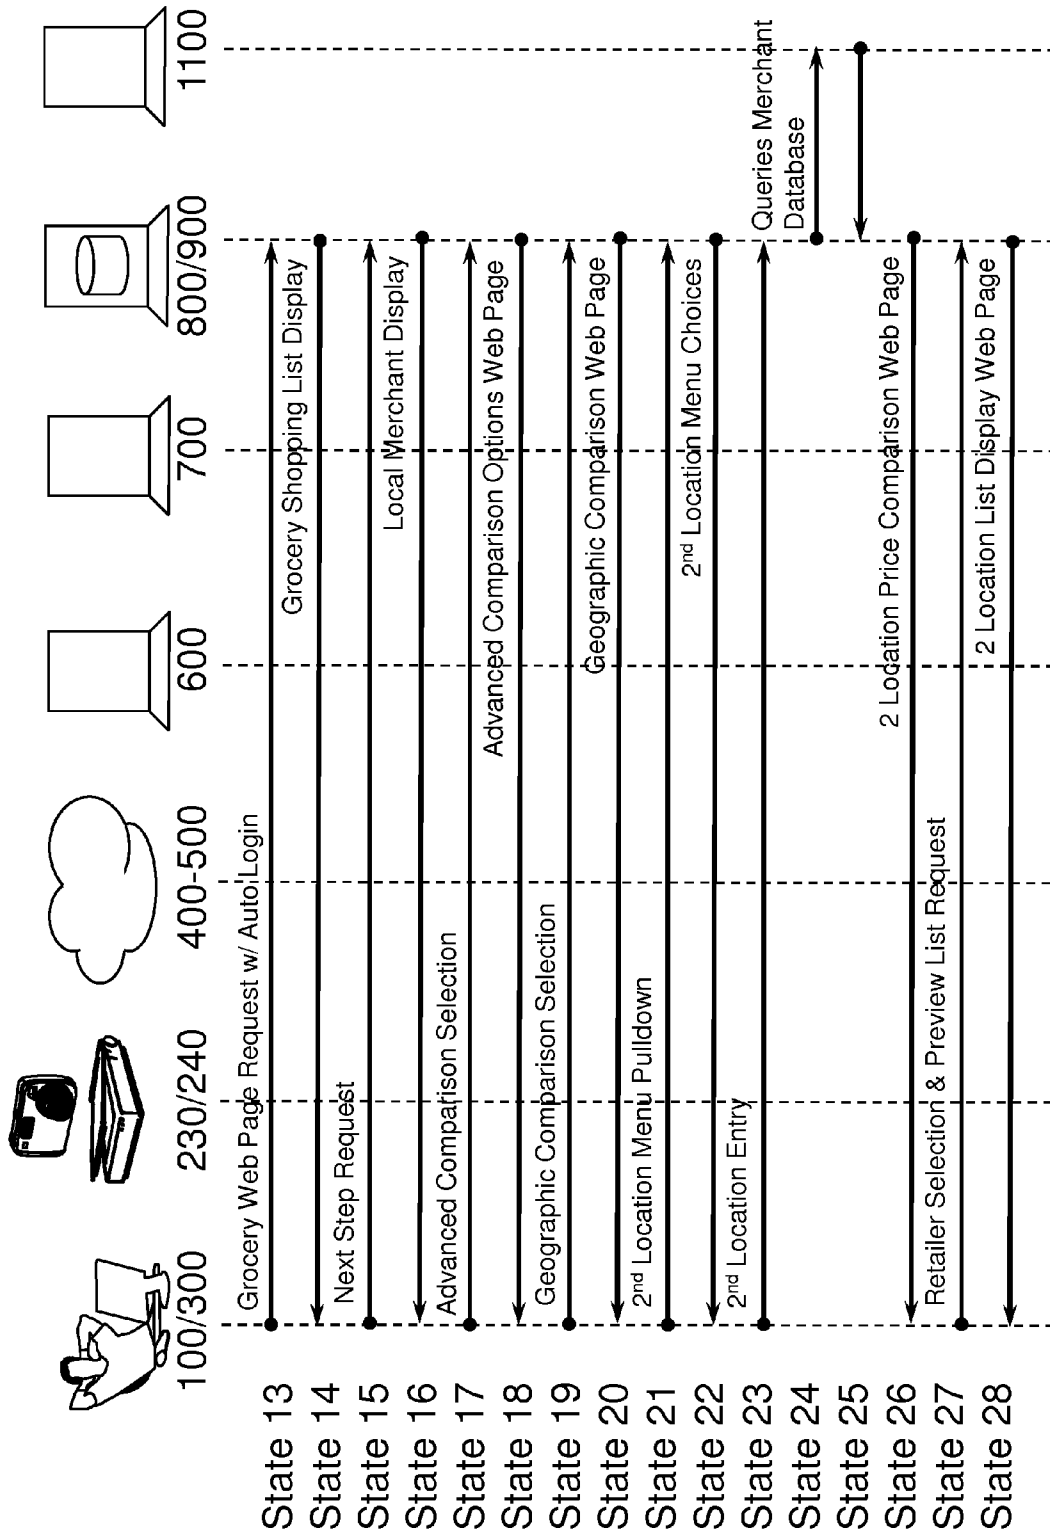 100/300
230/240
400-500
600
700
800/900
1100
State 13
Grocery Web Page Request w/ Auto Login
State 14
Grocery Shopping List Display
State 15
Next Step Request
State 16
Local Merchant Display
State 17
Advanced Comparison Selection
State 18
Advanced Comparison Options Web Page
State 19
Geographic Comparison Selection
State 20
Geographic Comparison Web Page
State 21
2nd Location Menu Pulldown
State 22
2nd Location Menu Choices
State 23
2nd Location Entry
State 24
Queries Merchant
Database
State 25
State 26
2 Location Price Comparison Web Page
State 27
Retailer Selection & Preview List Request
State 28
2 Location List Display Web Page